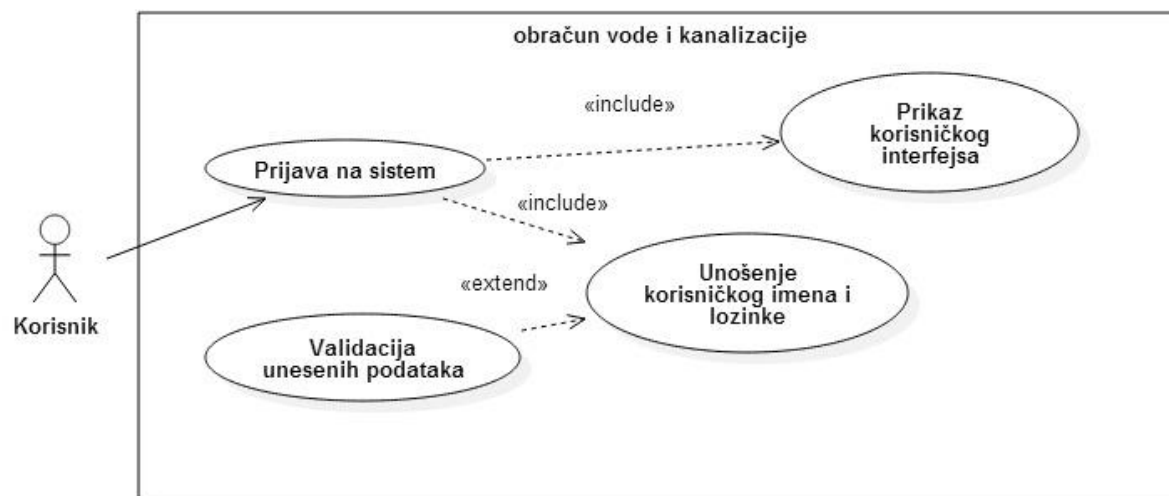 obračun vode i kanalizacije
«include»
Prikaz
korisničkog
interfejsa
Prijava na sistem
«include»
Korisnik
«extend»
Unošenje
korisničkog imena i
lozinke
Validacija
unesenih podataka